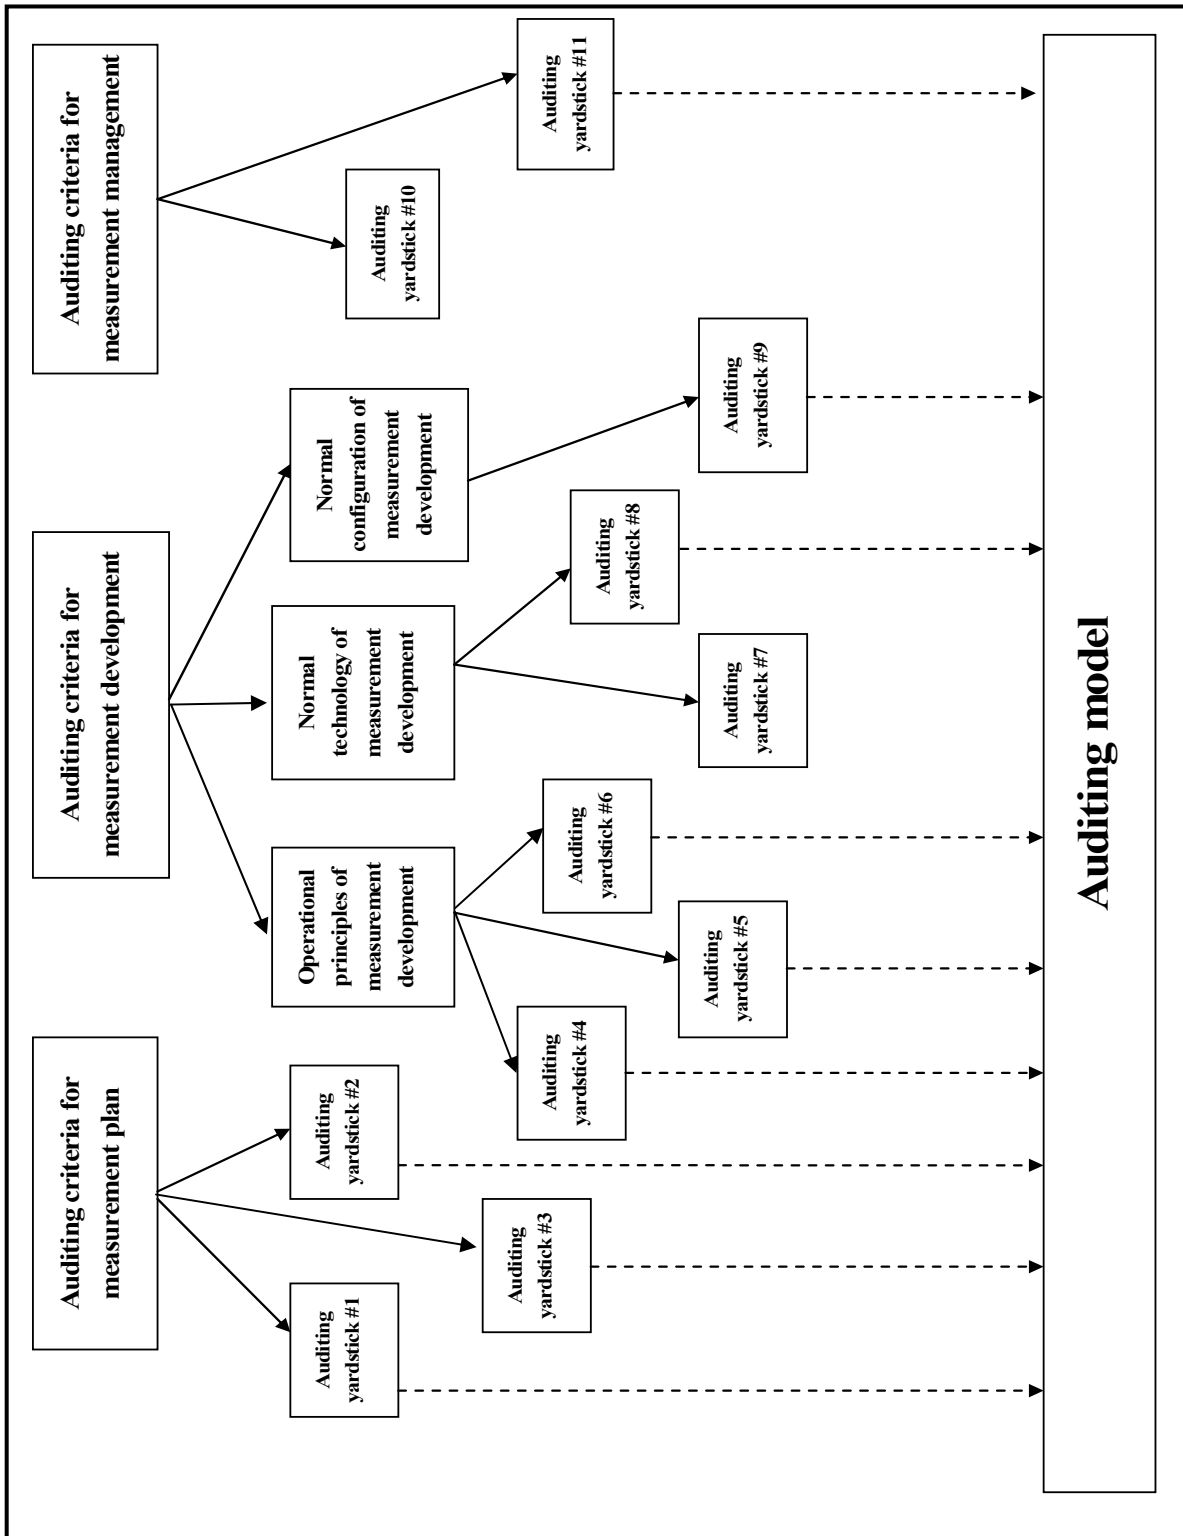 Auditing criteria for
measurement plan
Auditing criteria for
measurement development
Auditing criteria for
measurement management
Auditing
yardstick #1
Auditing
yardstick #2
Operational
principles of
measurement
development
Normal
technology of
measurement
development
Normal
configuration of
measurement
development
Auditing
yardstick #10
Auditing
yardstick #3
Auditing
yardstick #4
Auditing
yardstick #6
Auditing
yardstick #8
Auditing
yardstick #11
Auditing
yardstick #5
Auditing
yardstick #7
Auditing
yardstick #9
Auditing model